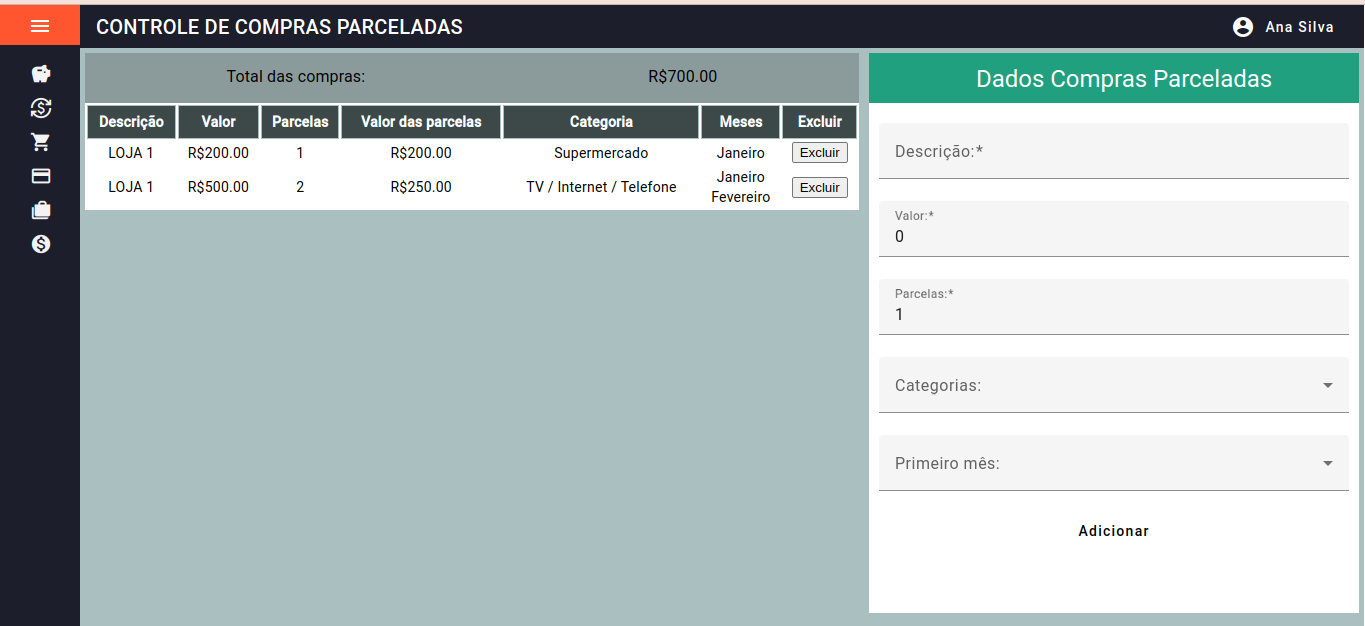 CONTROLE DE COMPRAS PARCELADAS
Ana Silva
Total das compras: R$700.00
Descrição Valor Parcelas Valor das parcelas Categoria Meses Excluir
LOJA 1 R$200.00 1 R$200.00 Supermercado Janeiro Excluir
LOJA 1 R$500.00 2 R$250.00 TV / Internet / Telefone Janeiro Excluir
Fevereiro
Dados Compras Parceladas
Descrição:*
Valor:*
0
Parcelas:*
1
Categorias:
Primeiro mês:
Adicionar